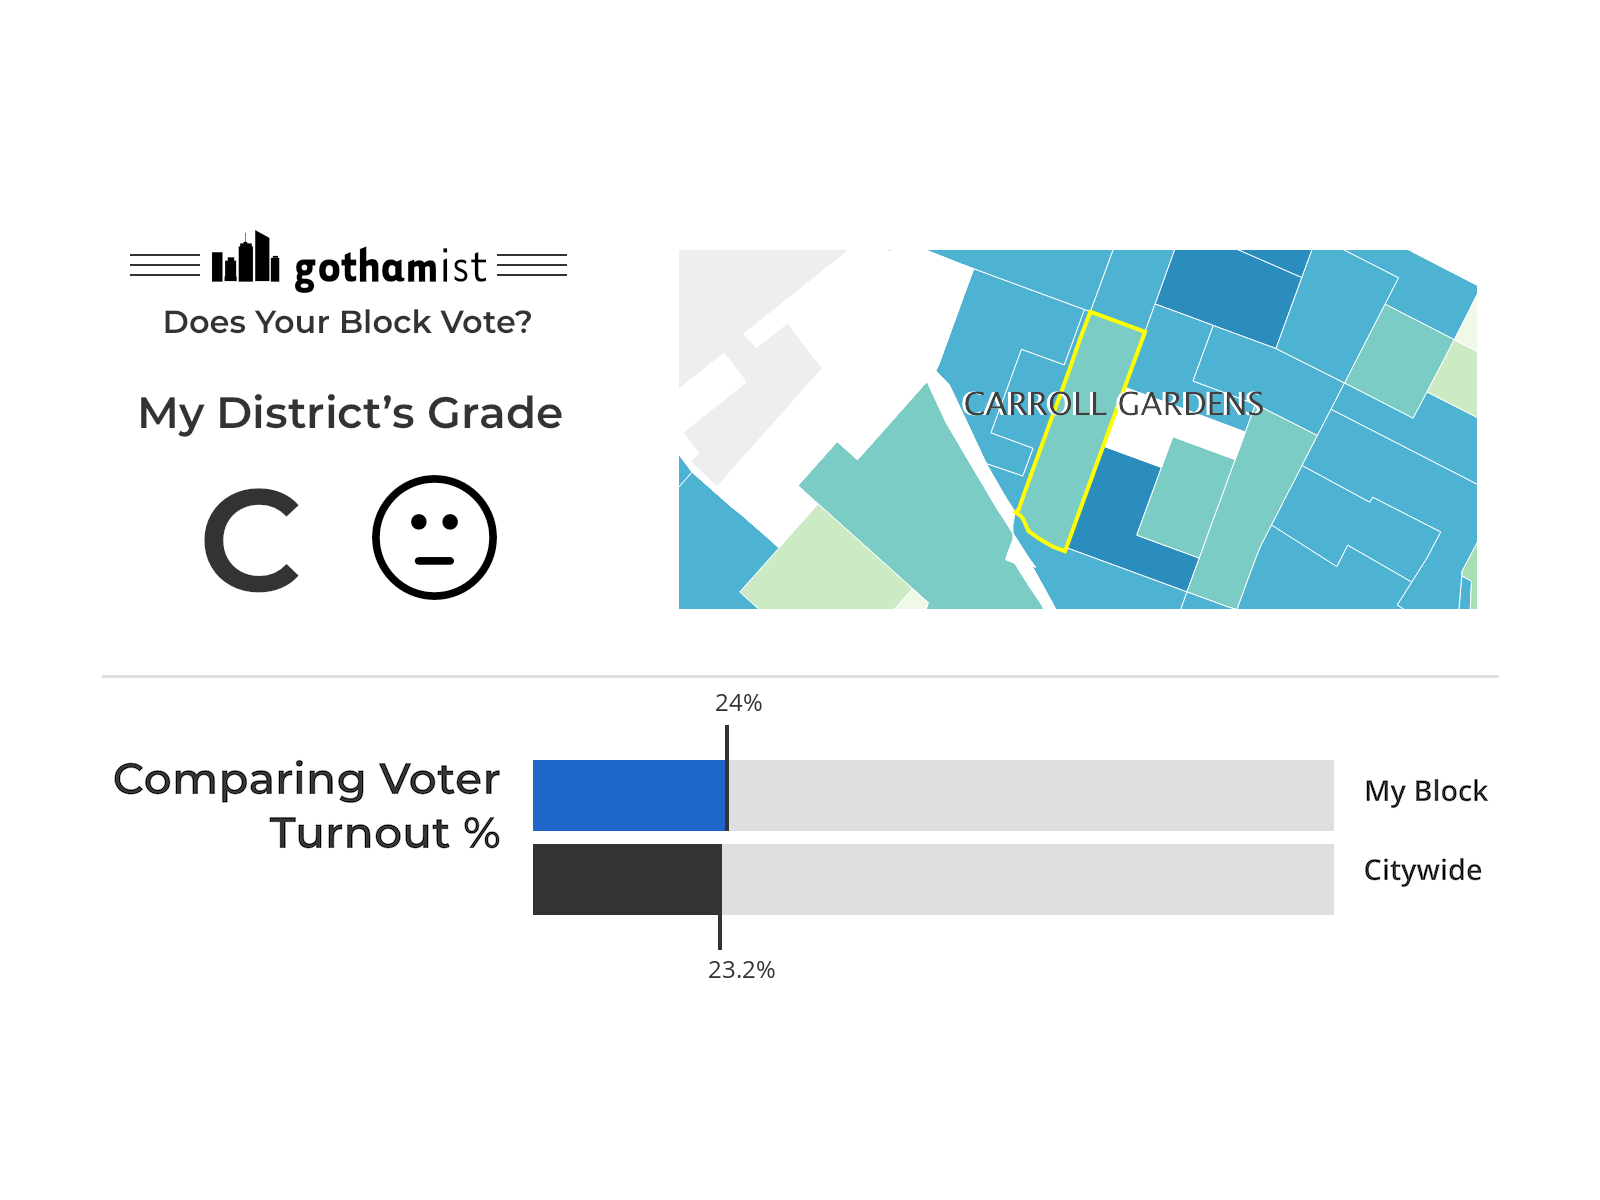 gothamist
Does Your Block Vote?
My District’s Grade
C
CARROLL GARDENS
Comparing Voter
Turnout %
24%
My Block
Citywide
23.2%